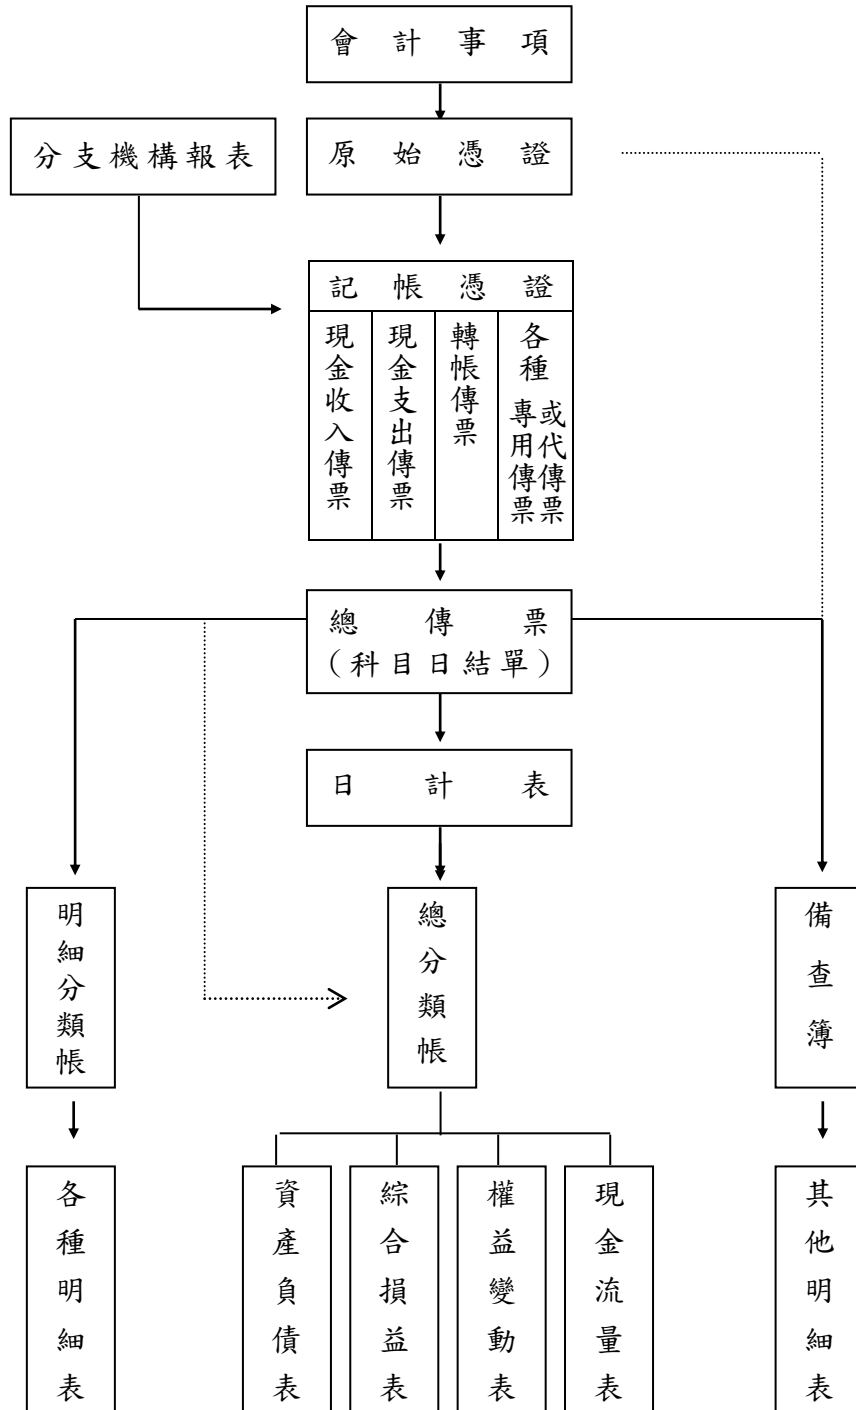 會計事項
分支機構報表
原始憑證
記帳憑證
現金收入傳票
現金支出傳票
轉帳傳票
各種
專用傳票
或代傳票
總傳票
（科目日結單）
日計表
明細分類帳
總分類帳
備查簿
各種明細表
資產負債表
綜合損益表
權益變動表
現金流量表
其他明細表